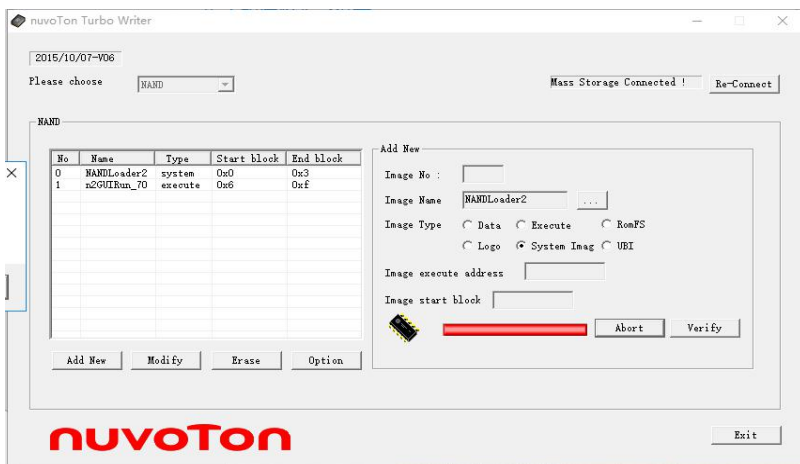 nuvoTon Turbo Writer
2015/10/07-V06
Please choose NAND
Mass Storage Connected ! Re-Connect
NAND
No Name Type Start block End block
0 NANDLoader2 system 0x0 0x3
1 n2GUIRun_70 execute 0x6 0xf
Add New Modify Erase Option
Add New
Image No :
Image Name NANDLoader2 ...
Image Type Data Execute RomFS
Logo System Imag UBI
Image execute address
Image start block
Abort Verify
nuvoTon
Exit